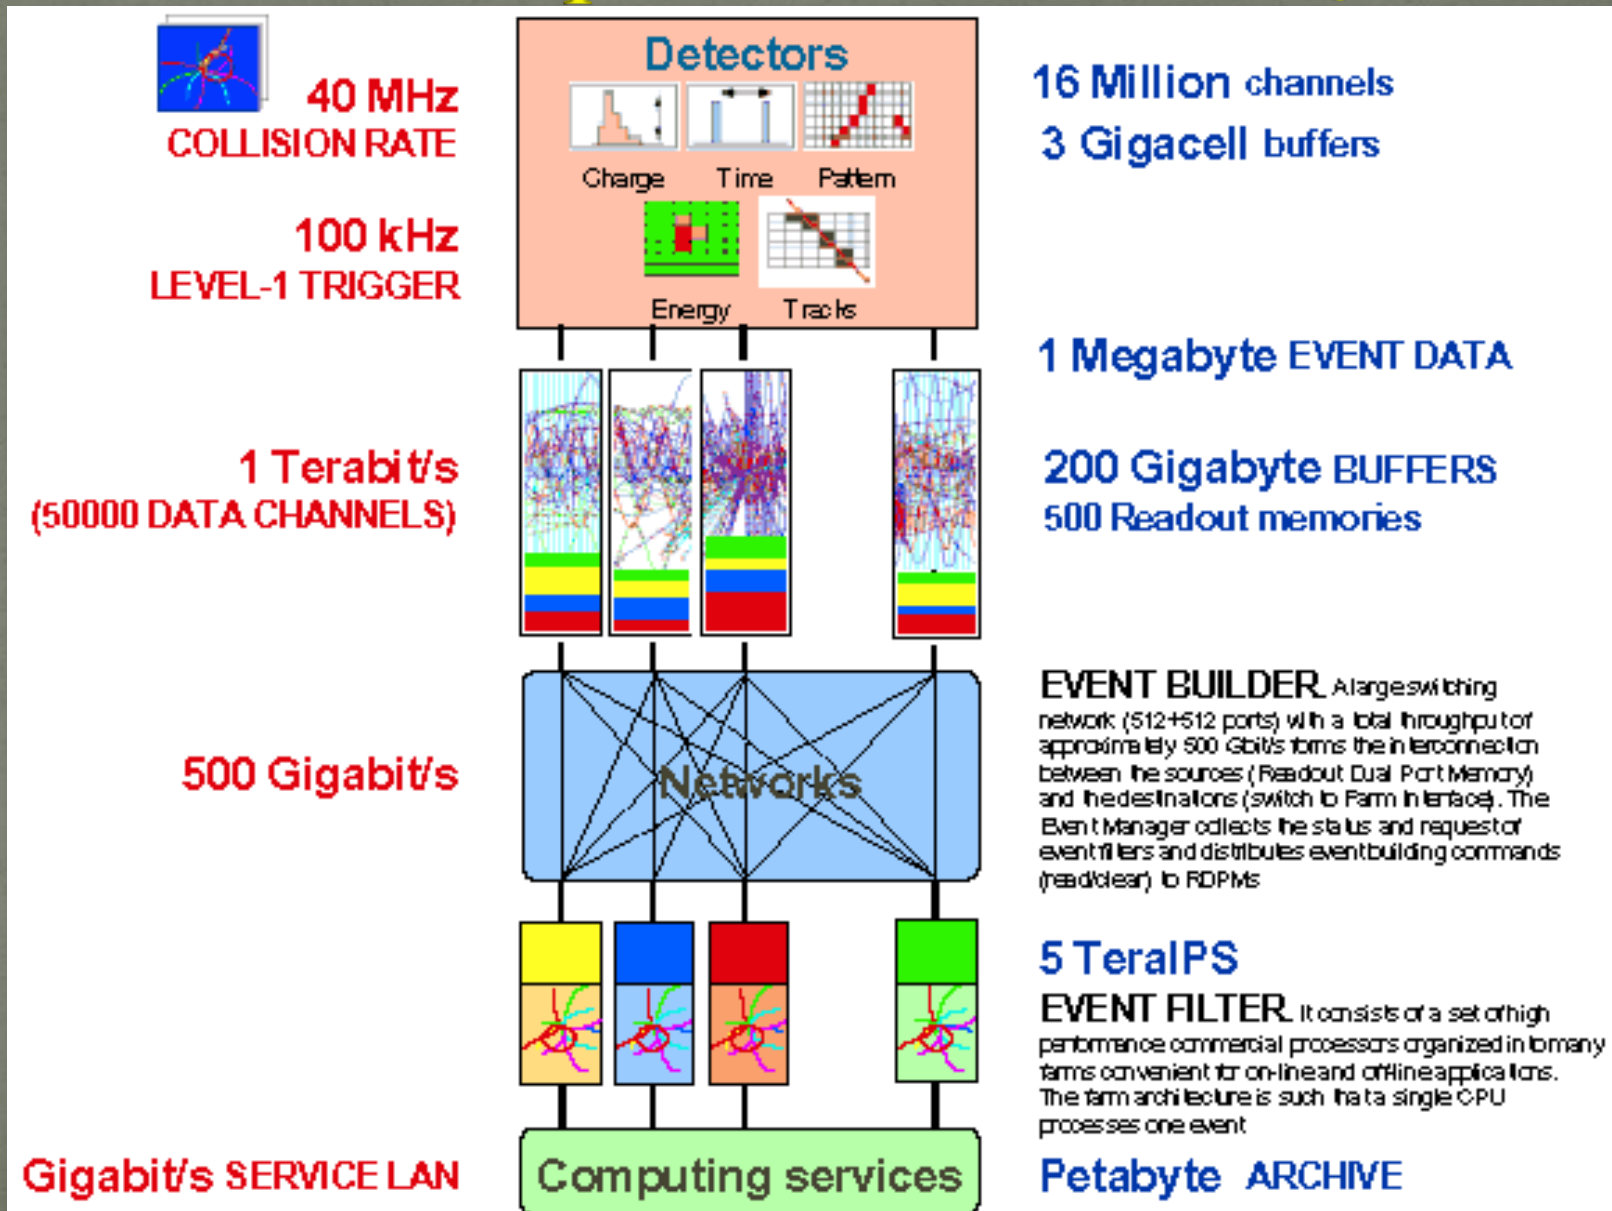 Detectors
40 MHz
COLLISION RATE
16 Million channels
3 Gigacell buffers
Charge Time Pattern
100 kHz
LEVEL-1 TRIGGER
Energy Tracks
1 Megabyte EVENT DATA
1 Terabit/s
(50000 DATA CHANNELS)
200 Gigabyte BUFFERS
500 Readout memories
500 Gigabit/s
Networks
EVENT BUILDER. A large switching
network (512+512 ports) with a total throughput of
approximately 500 Gbit/s forms the interconnection
between the sources (Readout Dual Port Memory)
and the destinations (switch to Farm Interface). The
Event Manager collects the status and request of
event filters and distributes event building commands
(read/clear) to RDPMs
5 TeraIPS
EVENT FILTER. It consists of a set of high
performance commercial processors organized into many
farms convenient for on-line and off-line applications.
The farm architecture is such that a single CPU
processes one event
Gigabit/s SERVICE LAN
Computing services
Petabyte ARCHIVE